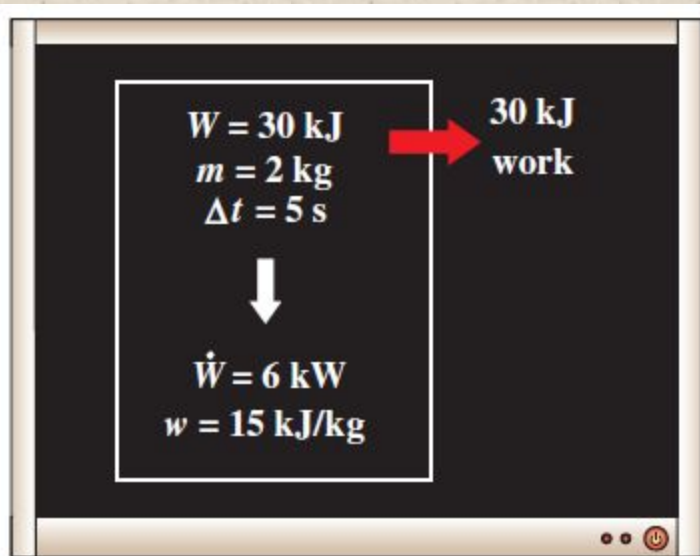 W = 30 kJ
m = 2 kg
Δt = 5 s
30 kJ
work
Ẇ = 6 kW
w = 15 kJ/kg